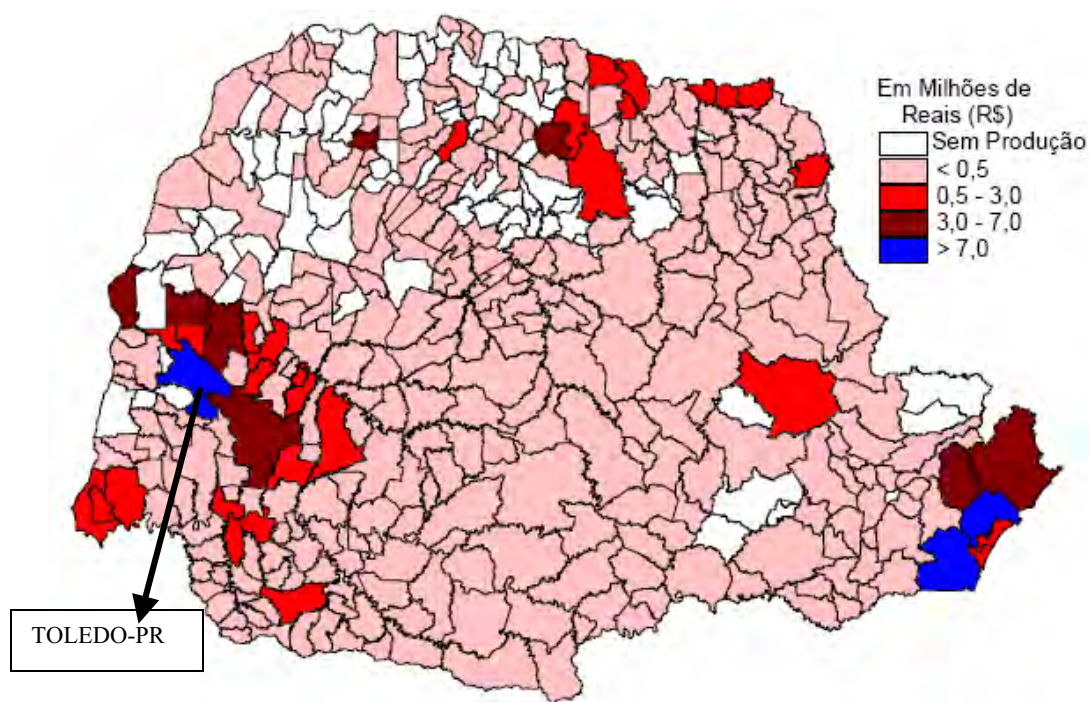 Em Milhões de
Reais (R$)
Sem Produção
< 0,5
0,5 - 3,0
3,0 - 7,0
> 7,0
TOLEDO-PR